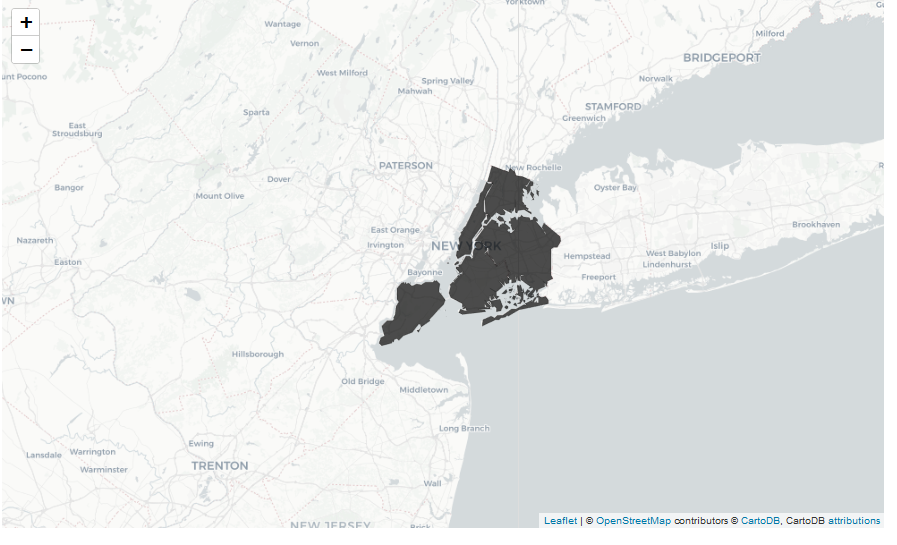 Yorktown
Wantage
Milford
+
Vernon
BRIDGEPORT
−
West Milford
unt Pocono
Spring Valley
Norwalk
Mahwah
STAMFORD
Sparta
Greenwich
East
Stroudsburg
PATERSON
New Rochelle
Dover
Bangor
Mount Olive
Oyster Bay
East Orange
Brookhaven
Nazareth
Irvington
NEW YORK
Islip
Hempstead
West Babylon
Easton
Lindenhurst
Bayonne
Freeport
WN
Hillsborough
Old Bridge
Middletown
Long Branch
Ewing
Lansdale
Warrington
TRENTON
Warminster
Wall
NEW JERSEY
Brick
Leaflet | © OpenStreetMap contributors © CartoDB, CartoDB attributions